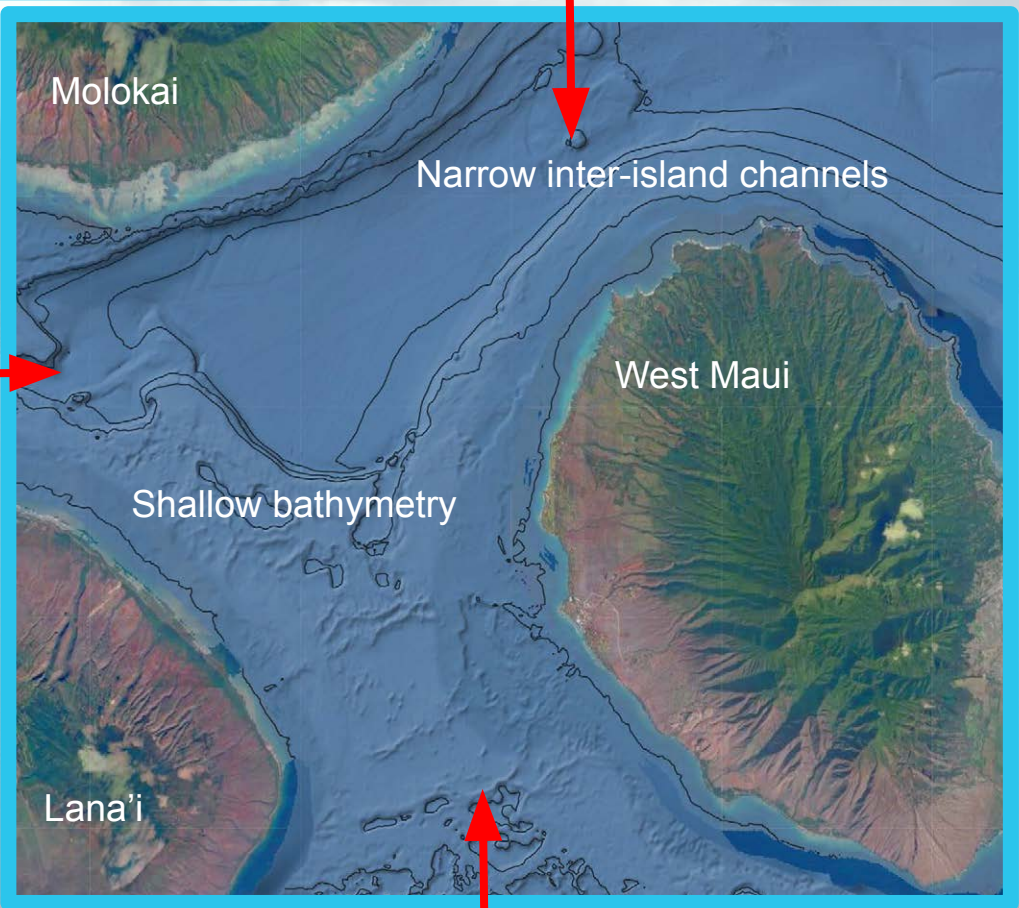 Molokai
Narrow inter-island channels
West Maui
Shallow bathymetry
Lana’i